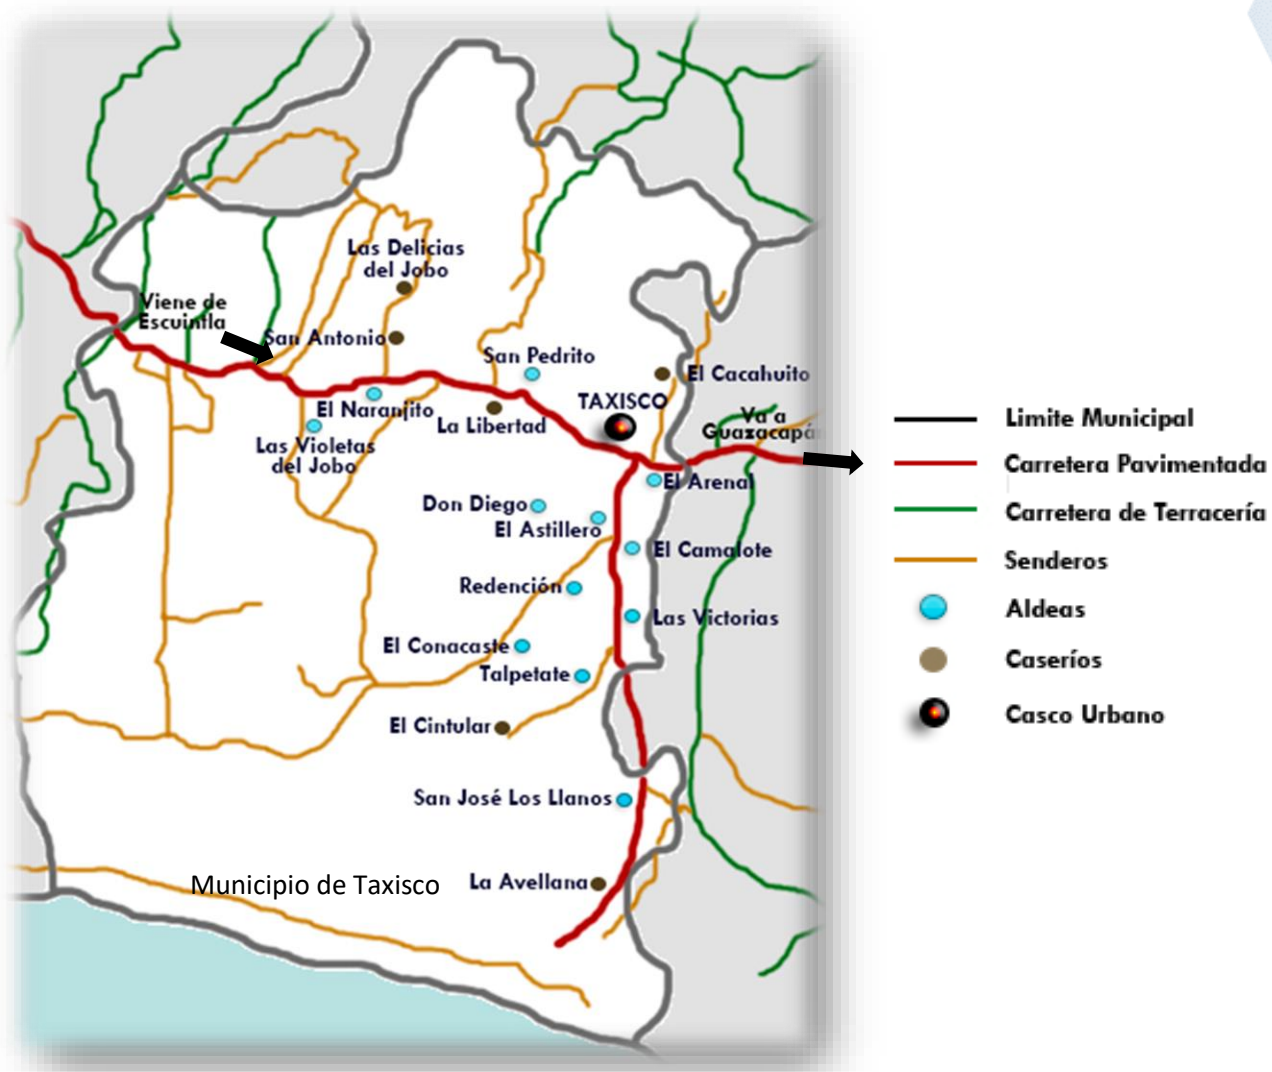 Las Delicias
del Jobo
Viene de
Escuintla
San Antonio
San Pedrito
El Cacahuito
El Naranjito
TAXISCO
La Libertad
Va a
Guazacapán
Las Violetas
del Jobo
El Arenal
Don Diego
El Astillero
El Camalote
Redención
Las Victorias
El Conacaste
Talpetate
El Cintular
San José Los Llanos
Municipio de Taxisco
La Avellana
Limite Municipal
Carretera Pavimentada
Carretera de Terracería
Senderos
Aldeas
Caseríos
Casco Urbano